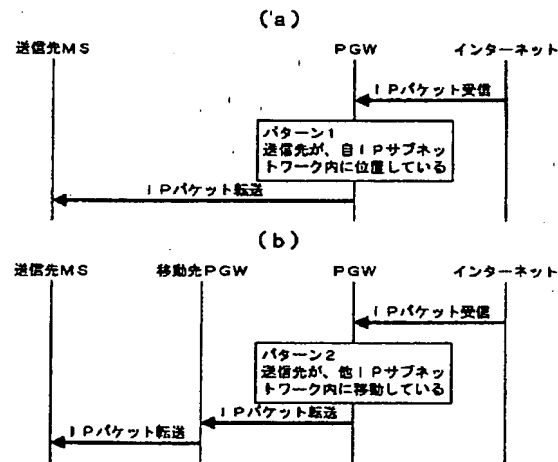 (a)
送信先MS PGW インターネット
IPパケット受信
パターン1
送信先が、自IPサブネッ
トワーク内に位置している
IPパケット転送
(b)
送信先MS 移動先PGW PGW インターネット
IPパケット受信
パターン2
送信先が、他IPサブネッ
トワーク内に移動している
IPパケット転送
IPパケット転送